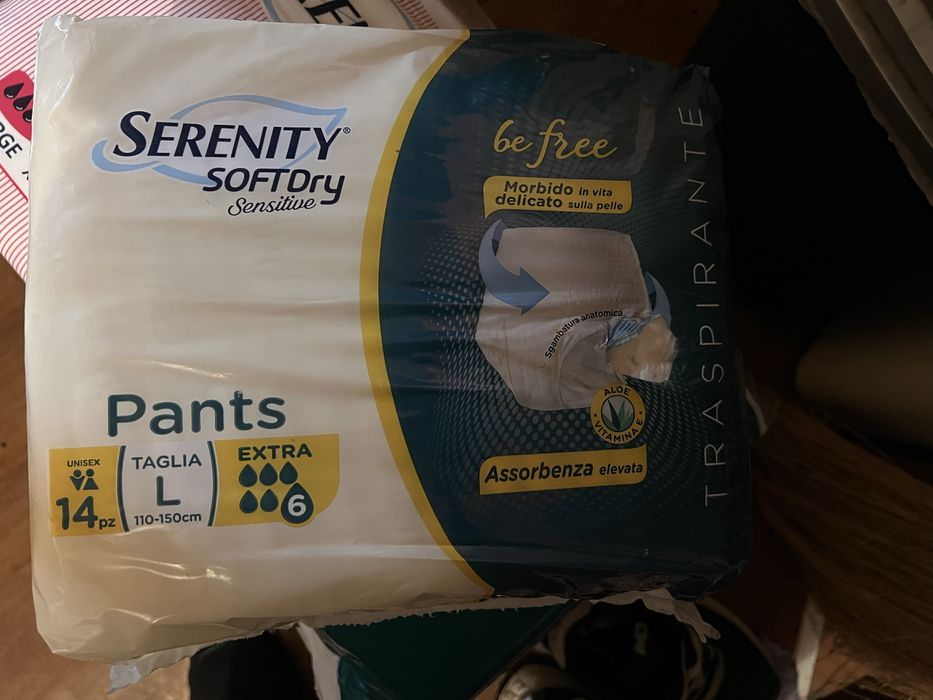 SERENITY®
SOFTDry
Sensitive
be free
Morbido in vita
delicato sulla pelle
Sgambatura anatomica
ALOE
VITAMINA E
Assorbenza elevata
TRASPIRANTE
Pants
UNISEX
14pz
TAGLIA
L
110-150cm
EXTRA
6